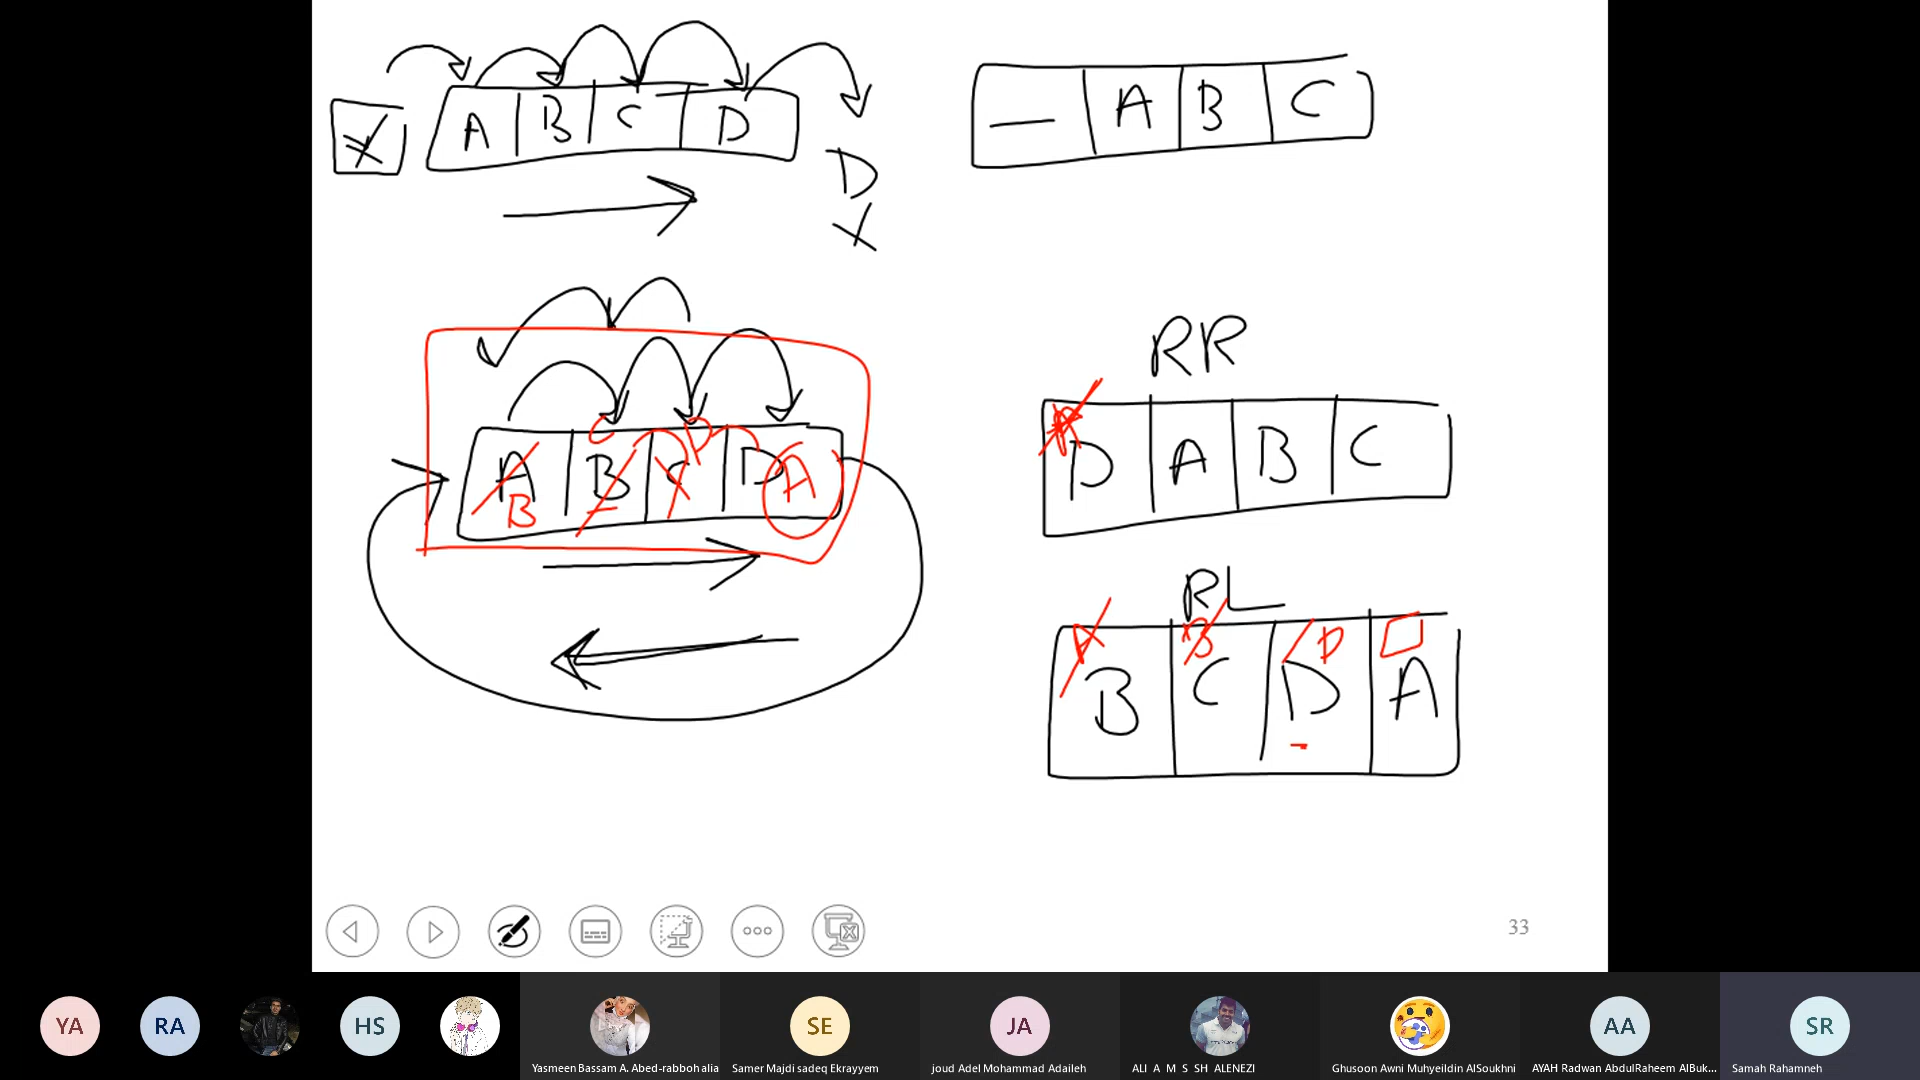 A B C D
X
D
X
— A B C
RR
D A B C
A B C D A
B C D
RL
A B D
B C D A
33
YA
RA
HS
SE
JA
AA
SR
Yasmeen Bassam A. Abed-rabboh alia
Samer Majdi sadeq Ekrayyem
joud Adel Mohammad Adaileh
ALI A M S SH ALENEZI
Ghusoon Awni Muhyeildin AlSoukhni
AYAH Radwan AbdulRaheem AlBuk...
Samah Rahamneh